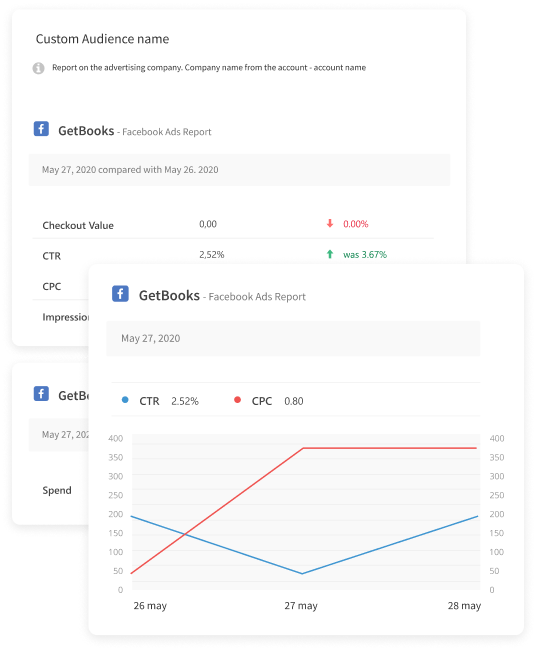 Custom Audience name
Report on the advertising company. Company name from the account - account name
GetBooks - Facebook Ads Report
May 27, 2020 compared with May 26. 2020
Checkout Value 0,00 0.00%
CTR 2,52% was 3.67%
CPC
GetBooks - Facebook Ads Report
May 27, 2020
CTR 2.52% CPC 0.80
400 400
350 350
300 300
250 250
200 200
150 150
100 100
50 50
0 0
26 may 27 may 28 may
Spend